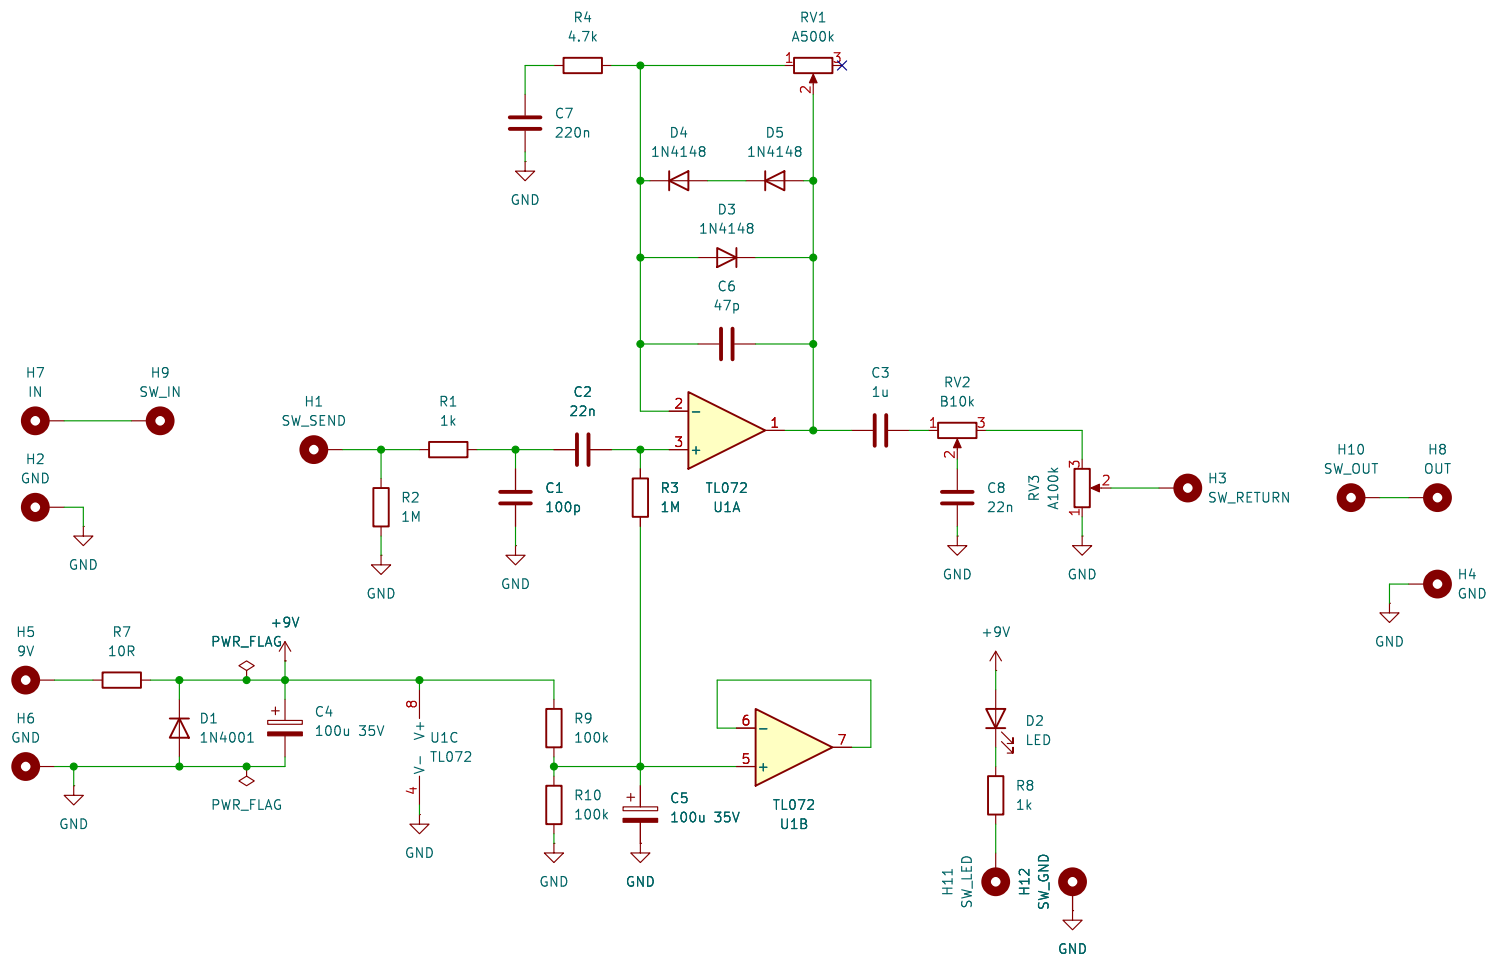 R4
4.7k
RV1
A500k
1
3
2
C7
220n
GND
D4
1N4148
D5
1N4148
D3
1N4148
C6
47p
H7
IN
H9
SW_IN
H2
GND
GND
H1
SW_SEND
R1
1k
C2
22n
R2
1M
GND
C1
100p
GND
2
−
3
+
1
TL072
U1A
R3
1M
C3
1u
RV2
B10k
1
3
2
C8
22n
GND
RV3
A100k
3
2
1
GND
H3
SW_RETURN
H10
SW_OUT
H8
OUT
H4
GND
GND
H5
9V
R7
10R
PWR_FLAG
+9V
H6
GND
GND
D1
1N4001
+
C4
100u 35V
PWR_FLAG
8
V+
U1C
TL072
V−
4
GND
R9
100k
R10
100k
GND
+
C5
100u 35V
GND
6
−
5
+
7
TL072
U1B
+9V
D2
LED
R8
1k
H11
SW_LED
H12
SW_GND
GND